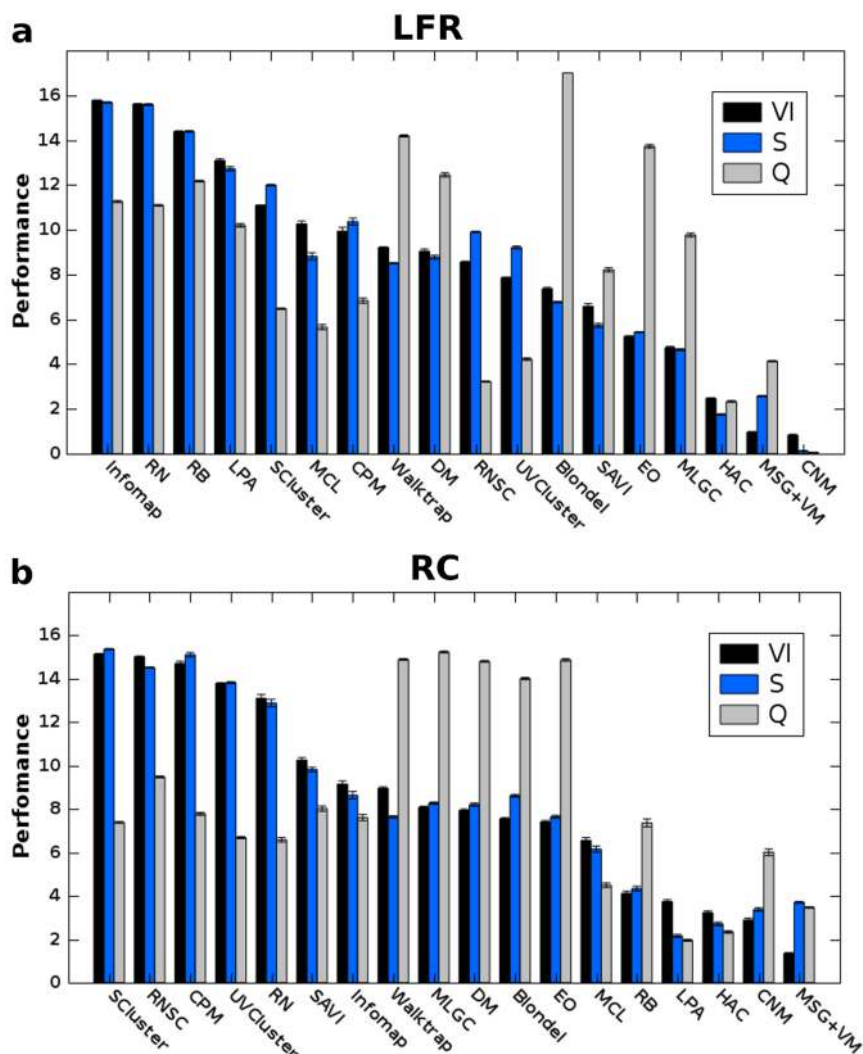 a
LFR
16
14
12
10
8
6
4
2
0
Performance
VI
S
Q
Infomap
RN
RB
LPA
SCluster
MCL
CPM
Walktrap
DM
RNSC
UVCluster
Blondel
SAVI
EO
MLGC
HAC
MSG+VM
CNM
b
RC
16
14
12
10
8
6
4
2
0
Perfomance
VI
S
Q
SCluster
RNSC
CPM
UVCluster
RN
SAVI
Infomap
Walktrap
MLGC
DM
Blondel
EO
MCL
RB
LPA
HAC
CNM
MSG+VM